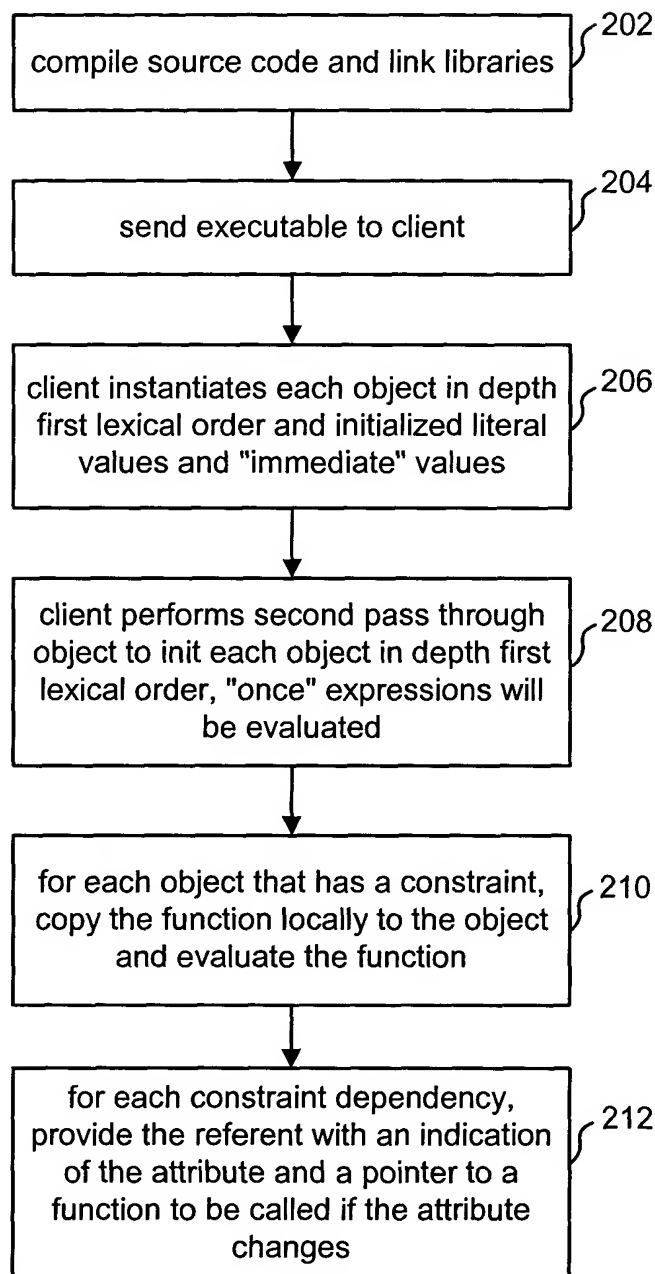 202
compile source code and link libraries
204
send executable to client
206
client instantiates each object in depth
first lexical order and initialized literal
values and "immediate" values
208
client performs second pass through
object to init each object in depth first
lexical order, "once" expressions will
be evaluated
210
for each object that has a constraint,
copy the function locally to the object
and evaluate the function
212
for each constraint dependency,
provide the referent with an indication
of the attribute and a pointer to a
function to be called if the attribute
changes